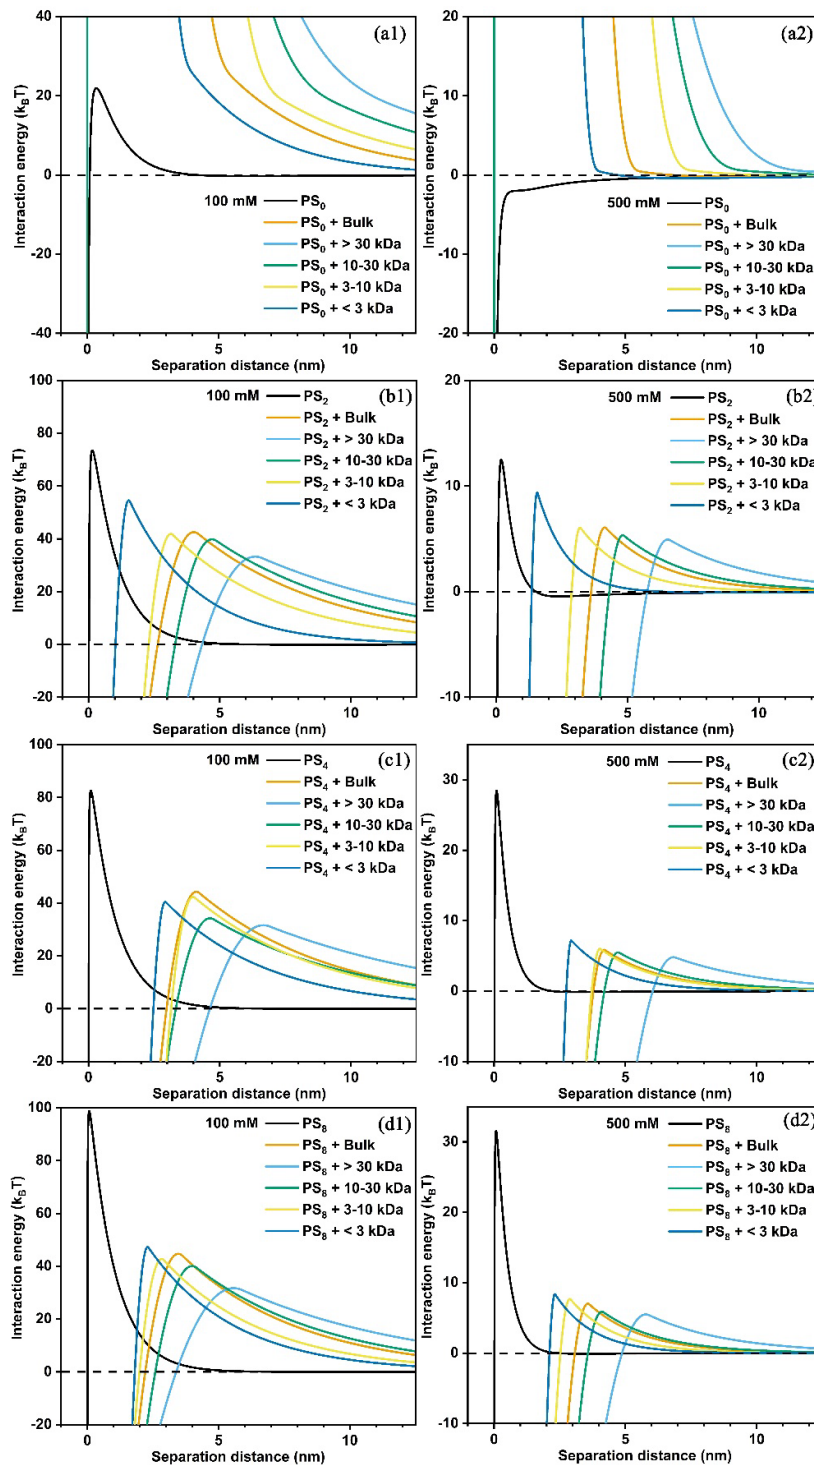 (a1)
40
20
0
-20
-40
Interaction energy (kBT)
100 mM
PS0
PS0 + Bulk
PS0 + > 30 kDa
PS0 + 10-30 kDa
PS0 + 3-10 kDa
PS0 + < 3 kDa
0
5
10
Separation distance (nm)
(a2)
20
10
0
-10
-20
Interaction energy (kBT)
500 mM
PS0
PS0 + Bulk
PS0 + > 30 kDa
PS0 + 10-30 kDa
PS0 + 3-10 kDa
PS0 + < 3 kDa
0
5
10
Separation distance (nm)
(b1)
100
80
60
40
20
0
-20
Interaction energy (kBT)
100 mM
PS2
PS2 + Bulk
PS2 + > 30 kDa
PS2 + 10-30 kDa
PS2 + 3-10 kDa
PS2 + < 3 kDa
0
5
10
Separation distance (nm)
(b2)
20
10
0
-10
Interaction energy (kBT)
500 mM
PS2
PS2 + Bulk
PS2 + > 30 kDa
PS2 + 10-30 kDa
PS2 + 3-10 kDa
PS2 + < 3 kDa
0
5
10
Separation distance (nm)
(c1)
100
80
60
40
20
0
-20
Interaction energy (kBT)
100 mM
PS4
PS4 + Bulk
PS4 + > 30 kDa
PS4 + 10-30 kDa
PS4 + 3-10 kDa
PS4 + < 3 kDa
0
5
10
Separation distance (nm)
(c2)
30
20
10
0
-10
Interaction energy (kBT)
500 mM
PS4
PS4 + Bulk
PS4 + > 30 kDa
PS4 + 10-30 kDa
PS4 + 3-10 kDa
PS4 + < 3 kDa
0
5
10
Separation distance (nm)
(d1)
100
80
60
40
20
0
-20
Interaction energy (kBT)
100 mM
PS8
PS8 + Bulk
PS8 + > 30 kDa
PS8 + 10-30 kDa
PS8 + 3-10 kDa
PS8 + < 3 kDa
0
5
10
Separation distance (nm)
(d2)
30
20
10
0
-10
Interaction energy (kBT)
500 mM
PS8
PS8 + Bulk
PS8 + > 30 kDa
PS8 + 10-30 kDa
PS8 + 3-10 kDa
PS8 + < 3 kDa
0
5
10
Separation distance (nm)